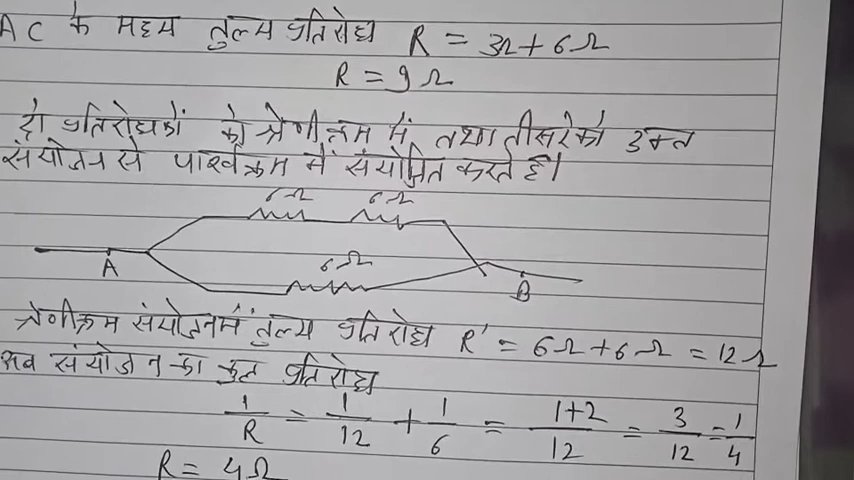 AC के मध्य तुल्य प्रतिरोध R = 3Ω + 6Ω
R = 9Ω
दो प्रतिरोधकों को श्रेणीक्रम में तथा तीसरे को उक्त
संयोजन से पार्श्वक्रम में संयोजित करते है।
6Ω 6Ω
6Ω
A B
श्रेणीक्रम संयोजन में तुल्य प्रतिरोध R' = 6Ω + 6Ω = 12Ω
अब संयोजन का कुल प्रतिरोध
1/R = 1/12 + 1/6 = 1+2/12 = 3/12 = 1/4
R = 4Ω